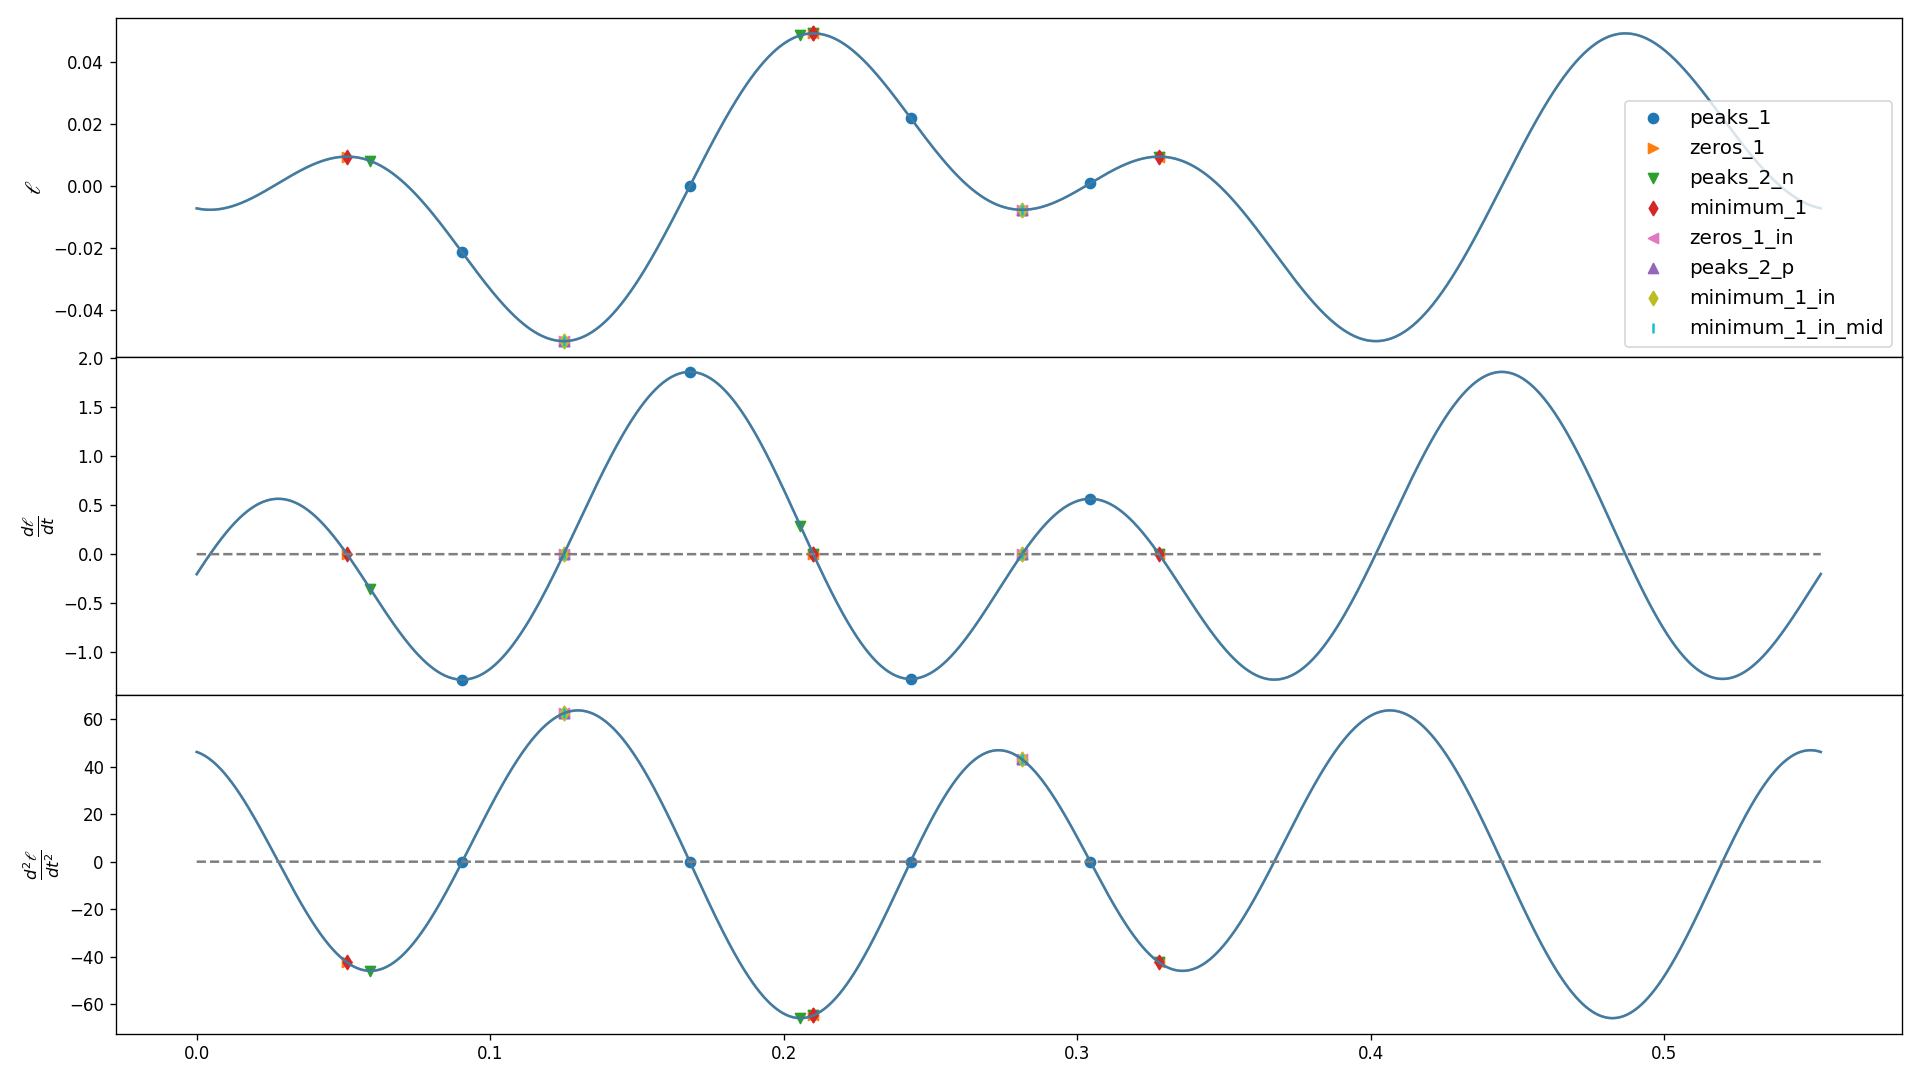 0.04
0.02
0.00
−0.02
−0.04
ℓ
peaks_1
zeros_1
peaks_2_n
minimum_1
zeros_1_in
peaks_2_p
minimum_1_in
minimum_1_in_mid
2.0
1.5
1.0
0.5
0.0
−0.5
−1.0
dℓ
dt
60
40
20
0
−20
−40
−60
d²ℓ
dt²
0.0 0.1 0.2 0.3 0.4 0.5